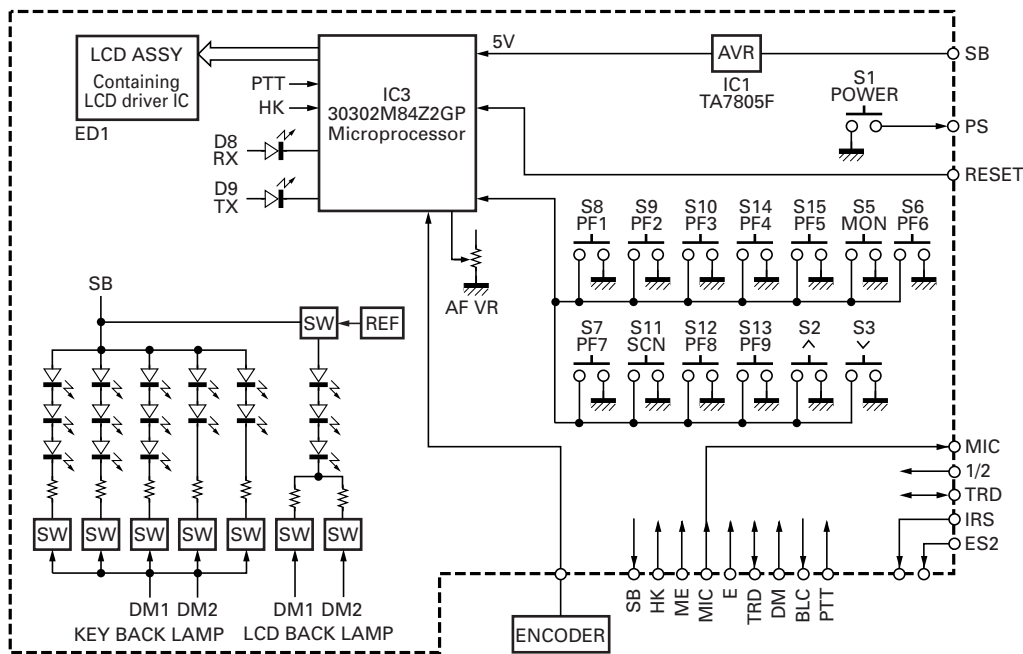 LCD ASSY
Containing
LCD driver IC
ED1
PTT
HK
D8
RX
D9
TX
IC3
30302M84Z2GP
Microprocessor
5V
AVR
IC1
TA7805F
SB
S1
POWER
PS
RESET
S8
PF1
S9
PF2
S10
PF3
S14
PF4
S15
PF5
S5
MON
S6
PF6
AF VR
S7
PF7
S11
SCN
S12
PF8
S13
PF9
S2
S3
SB
SW
REF
SW
SW
SW
SW
SW
SW
SW
DM1
DM2
KEY BACK LAMP
DM1
DM2
LCD BACK LAMP
ENCODER
SB
HK
ME
MIC
E
TRD
DM
BLC
PTT
MIC
1/2
TRD
IRS
ES2